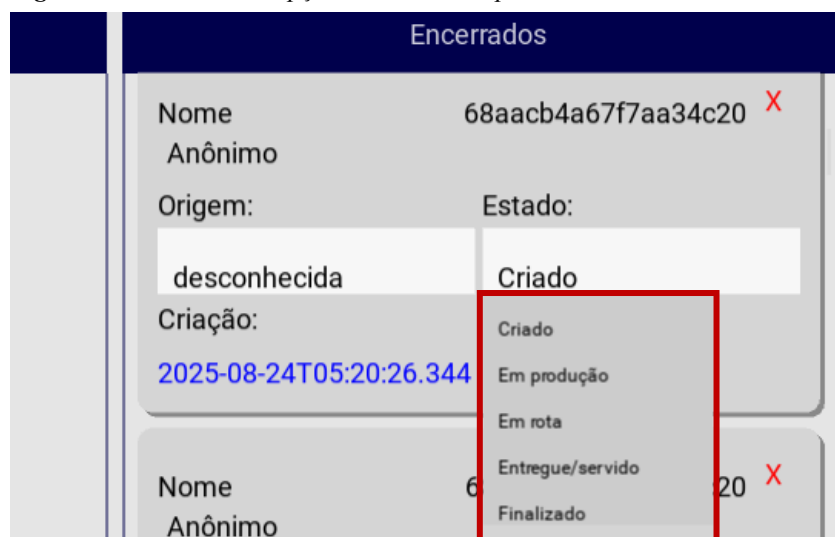 Encerrados
Nome 68aacb4a67f7aa34c20 X
Anônimo
Origem: Estado:
desconhecida Criado
Criação:
2025-08-24T05:20:26.344
Criado
Em produção
Em rota
Entregue/servido
Finalizado
Nome 6 20 X
Anônimo